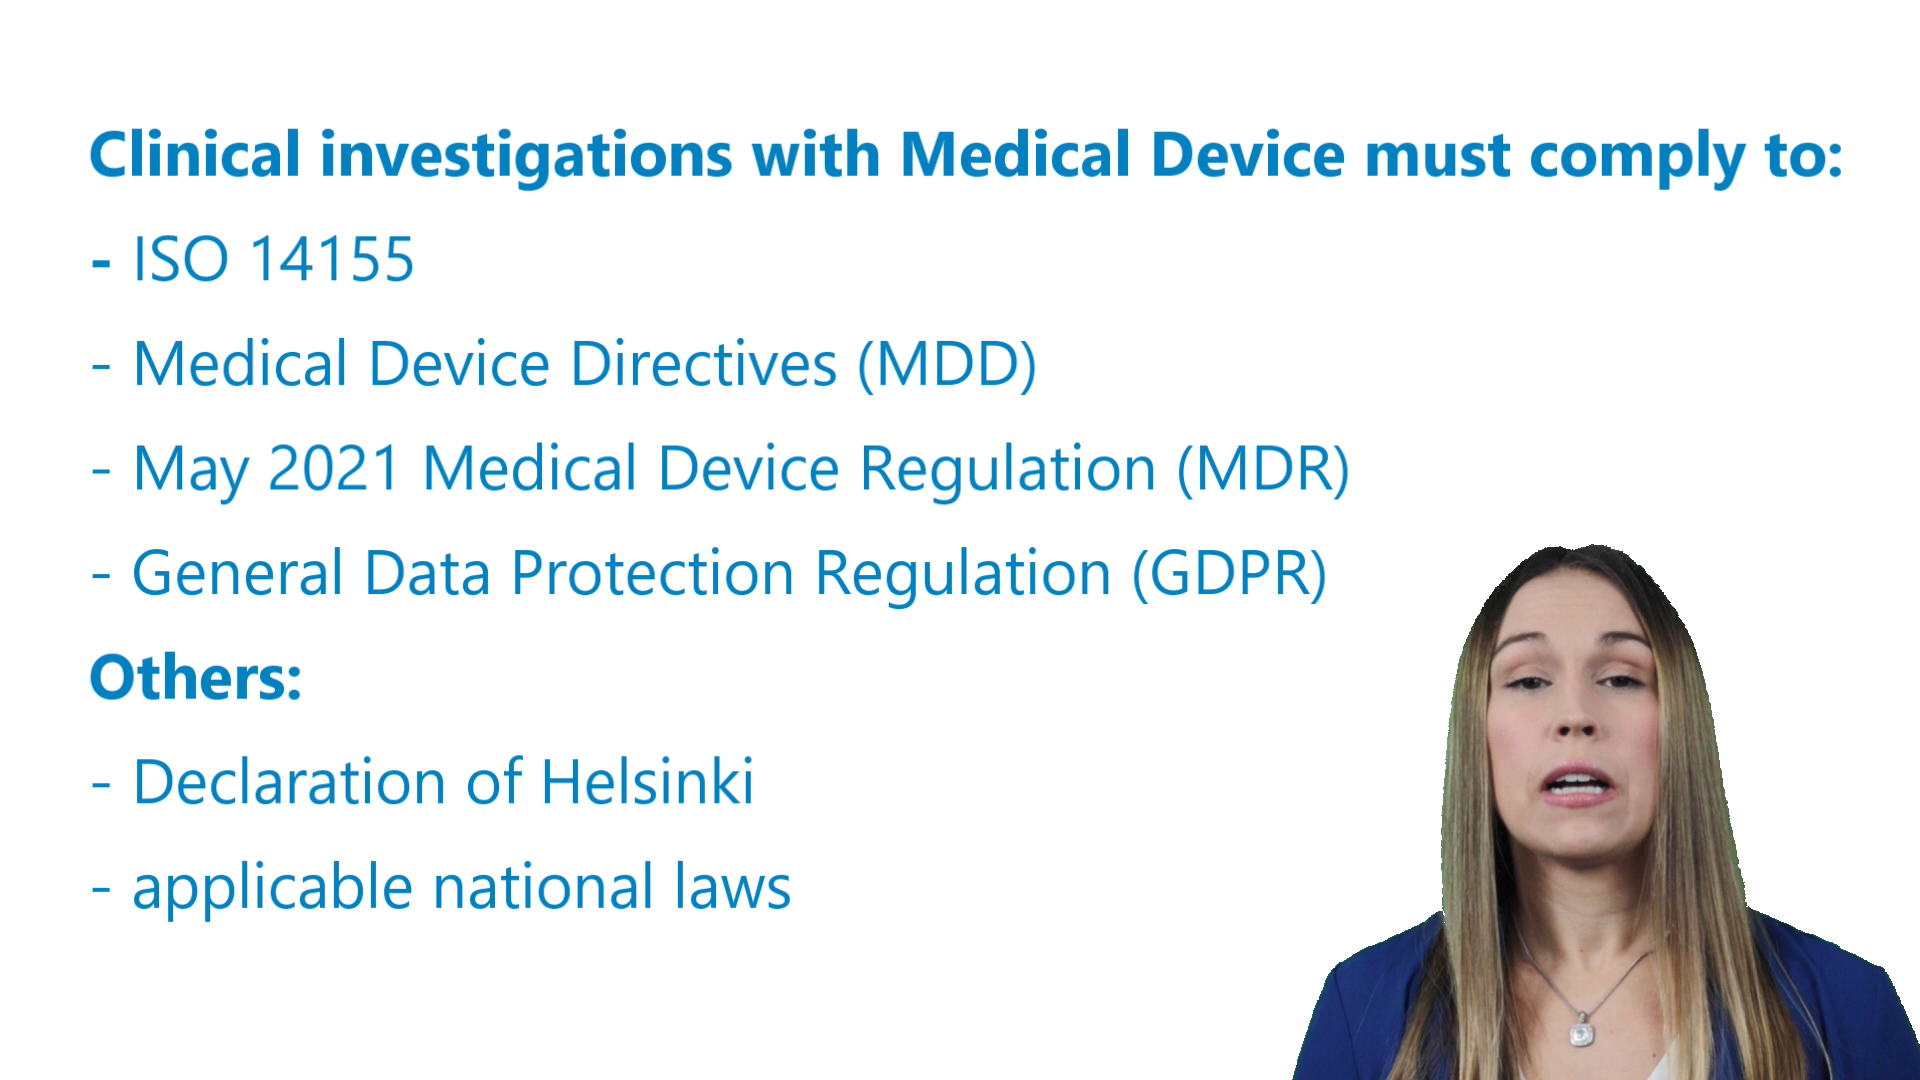 Clinical investigations with Medical Device must comply to:
- ISO 14155
- Medical Device Directives (MDD)
- May 2021 Medical Device Regulation (MDR)
- General Data Protection Regulation (GDPR)
Others:
- Declaration of Helsinki
- applicable national laws